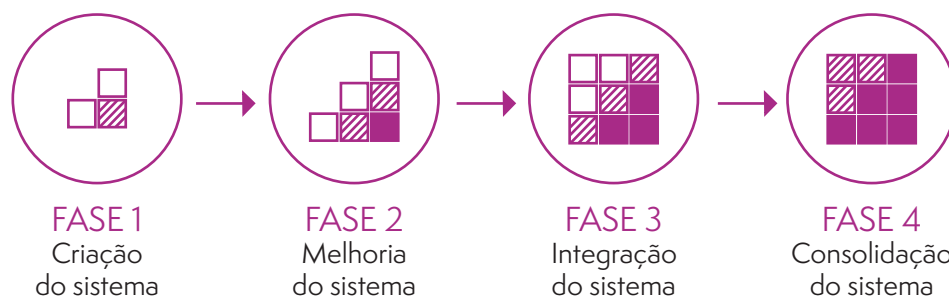 FASE 1
Criação
do sistema
FASE 2
Melhoria
do sistema
FASE 3
Integração
do sistema
FASE 4
Consolidação
do sistema